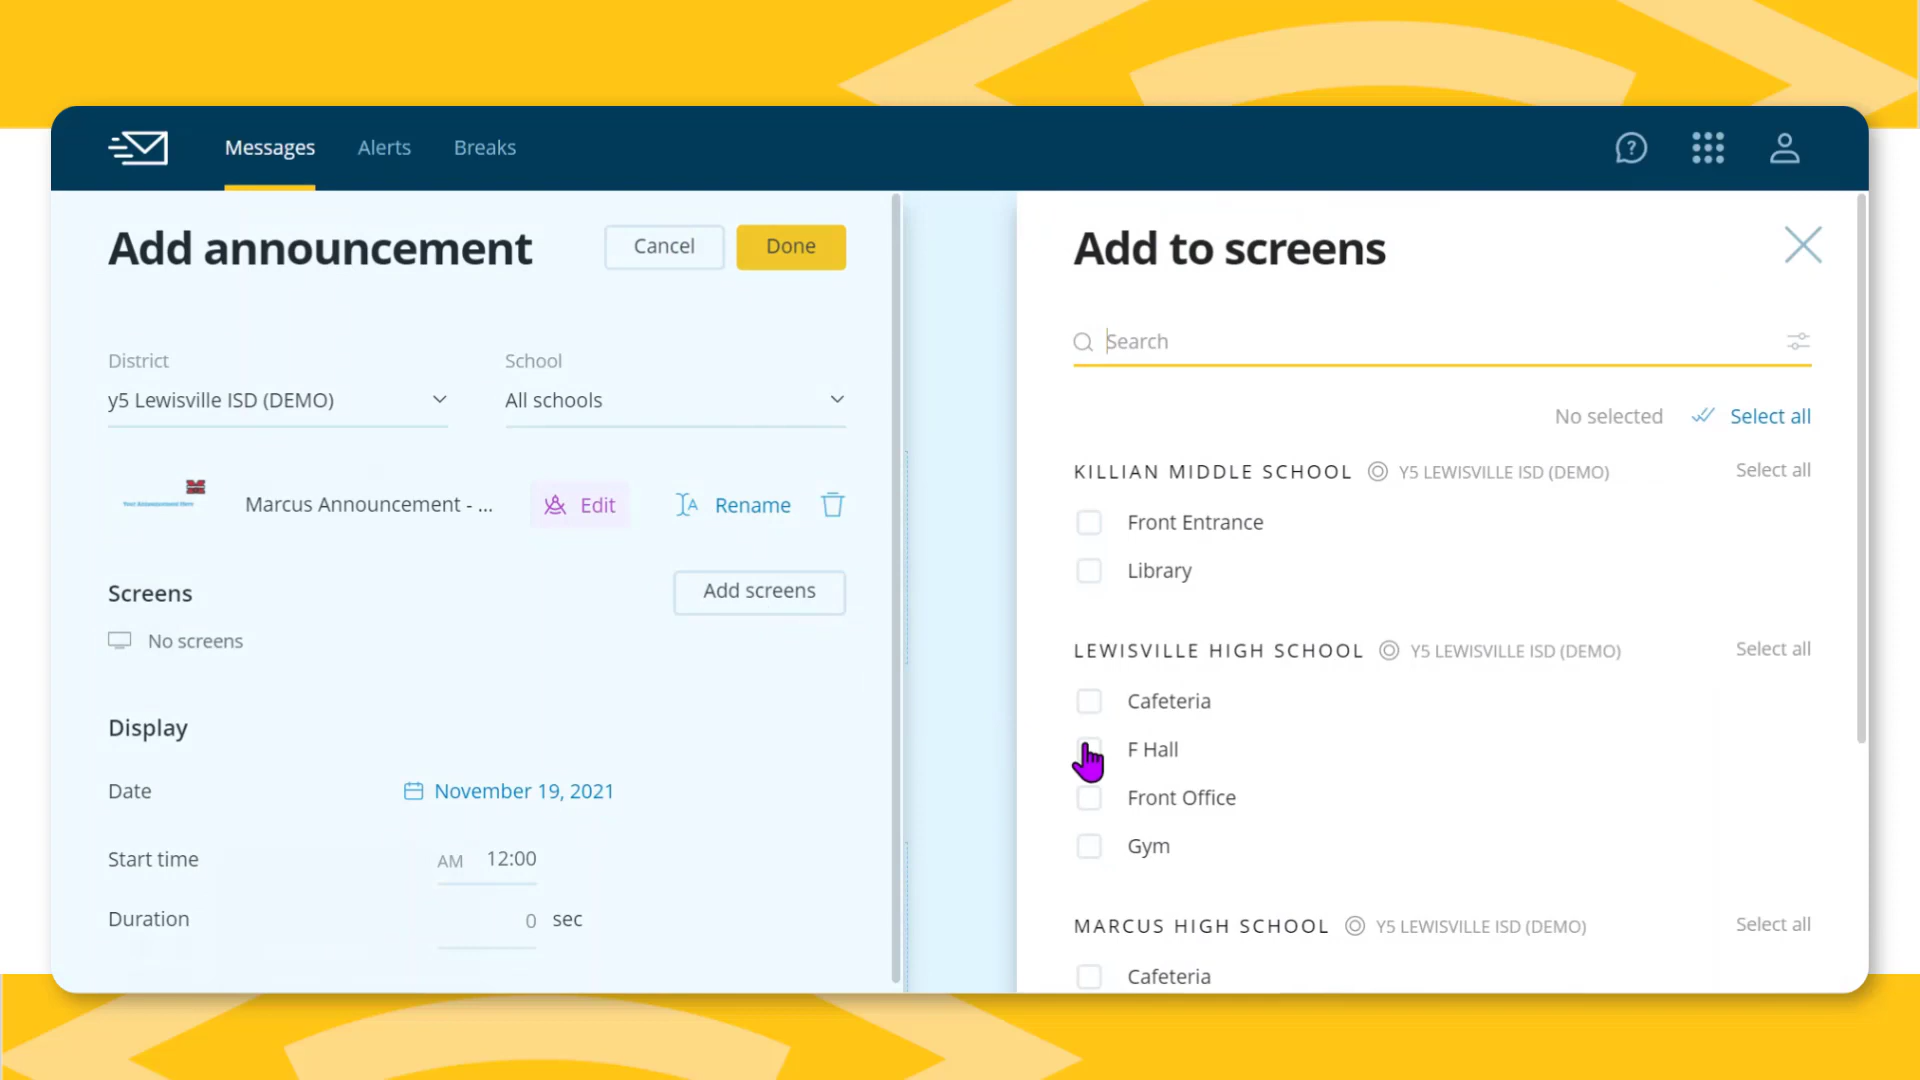 Messages Alerts Breaks
Add announcement
Cancel
Done
District
y5 Lewisville ISD (DEMO)
School
All schools
Your Announcement Here
Marcus Announcement - ...
Edit
Rename
Screens
Add screens
No screens
Display
Date
November 19, 2021
Start time
AM 12:00
Duration
0 sec
Add to screens
Search
No selected
Select all
KILLIAN MIDDLE SCHOOL Y5 LEWISVILLE ISD (DEMO) Select all
Front Entrance
Library
LEWISVILLE HIGH SCHOOL Y5 LEWISVILLE ISD (DEMO) Select all
Cafeteria
F Hall
Front Office
Gym
MARCUS HIGH SCHOOL Y5 LEWISVILLE ISD (DEMO) Select all
Cafeteria